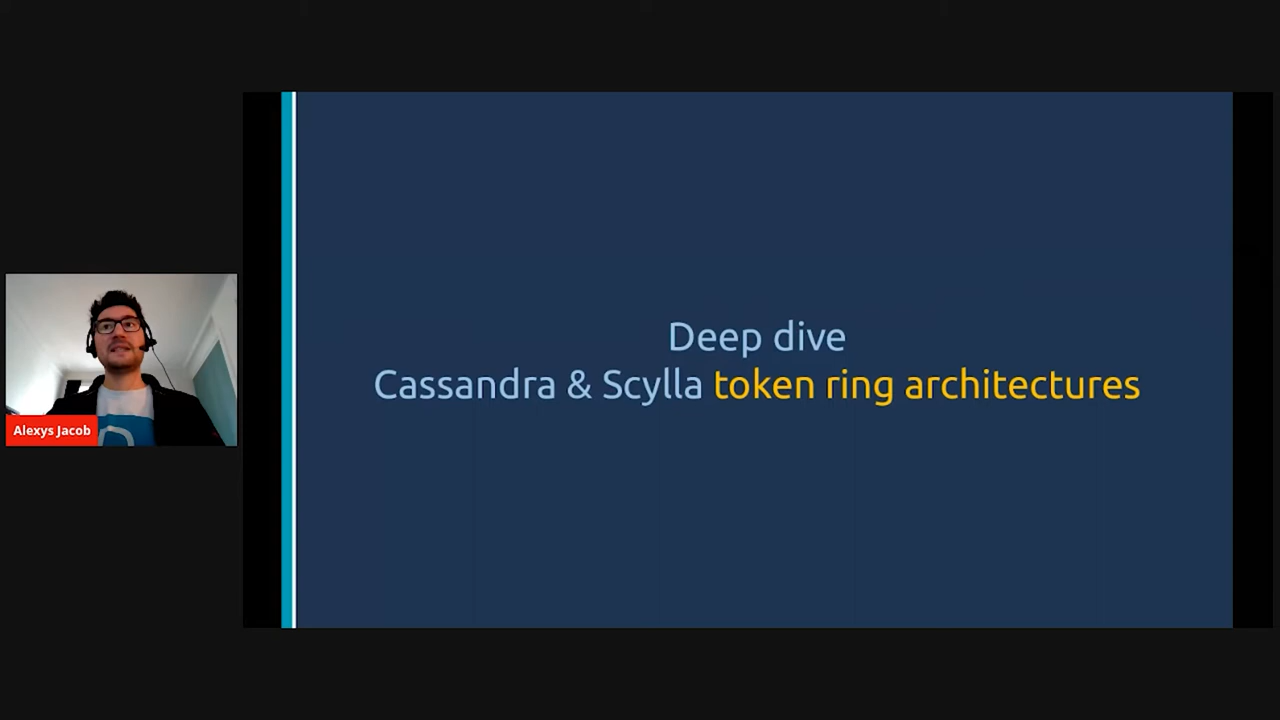 Deep dive
Cassandra & Scylla token ring architectures
Alexys Jacob